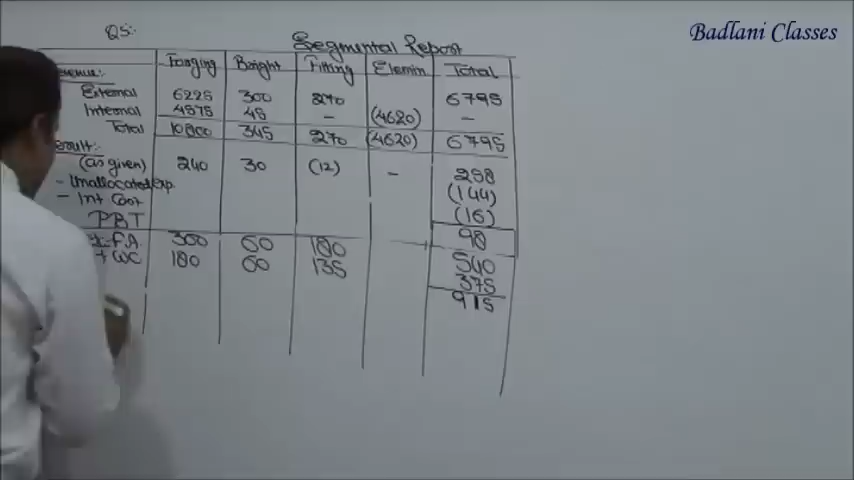 Badlani Classes
Q5:-
Segmental Report
Forging Bright Fitting Elemin Total
External 6225 300 270 6795
Internal 4575 45 - (4620) -
Total 10800 345 270 (4620) 6795
(as given) 240 30 (12) - 258
- Unallocated exp (144)
- Int Cost (16)
PBT 98
F.A. 300 60 180 540
+ WC 180 60 135 375
915